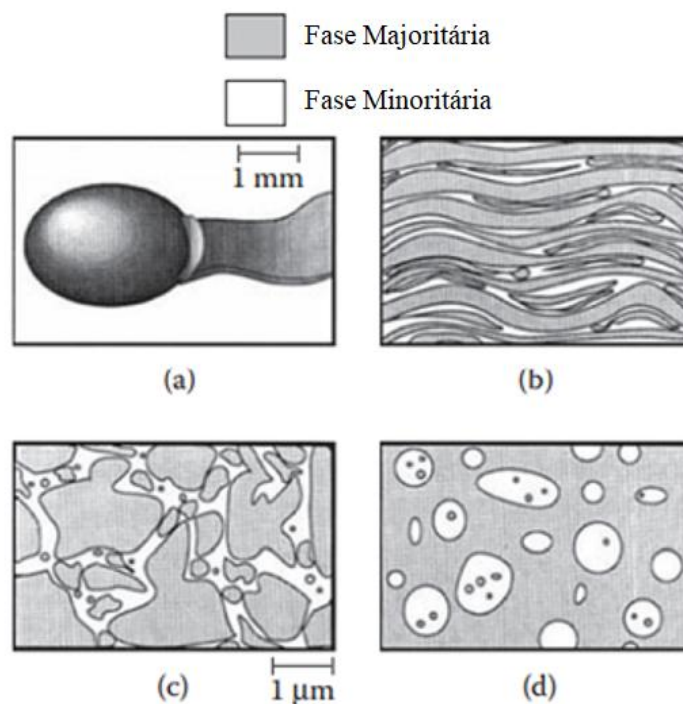 Fase Majoritária
Fase Minoritária
1 mm
(a)
(b)
(c)
1 μm
(d)